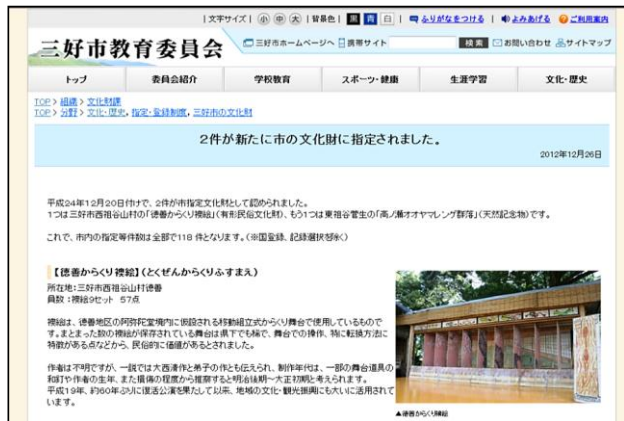 | 文字サイズ | 小 中 大 | 背景色 | 黒 青 白 | ふりがなをつける | よみあげる ご利用案内
三好市教育委員会
三好市ホームページへ 携帯サイト 検索 お問い合わせ サイトマップ
トップ 委員会紹介 学校教育 スポーツ・健康 生涯学習 文化・歴史
TOP > 組織 > 文化財課
TOP > 分野 > 文化・歴史, 指定・登録制度, 三好市の文化財
2件が新たに市の文化財に指定されました。
2012年12月26日
平成24年12月20日付けで、2件が市指定文化財として認められました。
1つは三好市西祖谷山村の「徳善からくり襖絵」(有形民俗文化財)、もう1つは東祖谷菅生の「高ノ瀬オオヤマレンゲ群落」(天然記念物)です。
これで、市内の指定等件数は全部で118 件となります。(※国登録、記録選択を除く)
【徳善からくり襖絵】(とくぜんからくりふすまえ)
所在地:三好市西祖谷山村徳善
員数:襖絵9セット 57点
襖絵は、徳善地区の阿弥陀堂境内に仮設される移動組立式からくり舞台で使用しているもので
す。まとまった数の襖絵が保存されている舞台は県下でも稀で、舞台での操作、特に転換方法に
特徴がある点などから、民俗的に価値があるとされました。
作者は不明ですが、一説では大西清作と弟子の作とも伝えられ、制作年代は、一部の舞台道具の
和釘や作者の生年、また損傷の程度から推察すると明治後期~大正初期と考えられます。
平成19年、約60年ぶりに復活公演を果たして以来、地域の文化・観光振興にも大いに活用されて
います。
▲徳善からくり襖絵